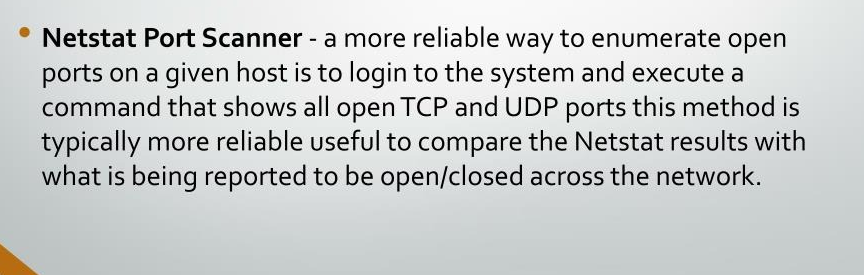 • Netstat Port Scanner - a more reliable way to enumerate open
ports on a given host is to login to the system and execute a
command that shows all open TCP and UDP ports this method is
typically more reliable useful to compare the Netstat results with
what is being reported to be open/closed across the network.